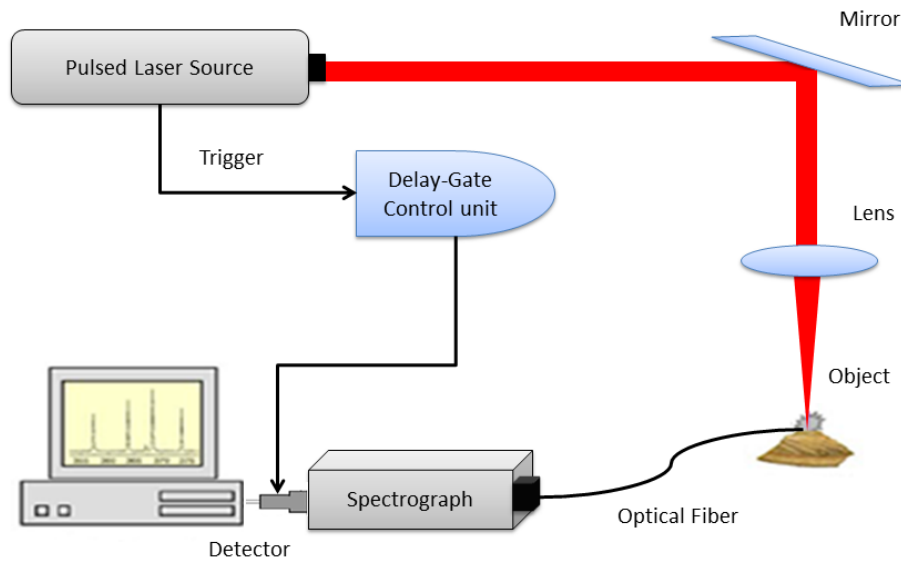 Mirror
Pulsed Laser Source
Trigger
Delay-Gate
Control unit
Lens
Object
Spectrograph
Optical Fiber
Detector